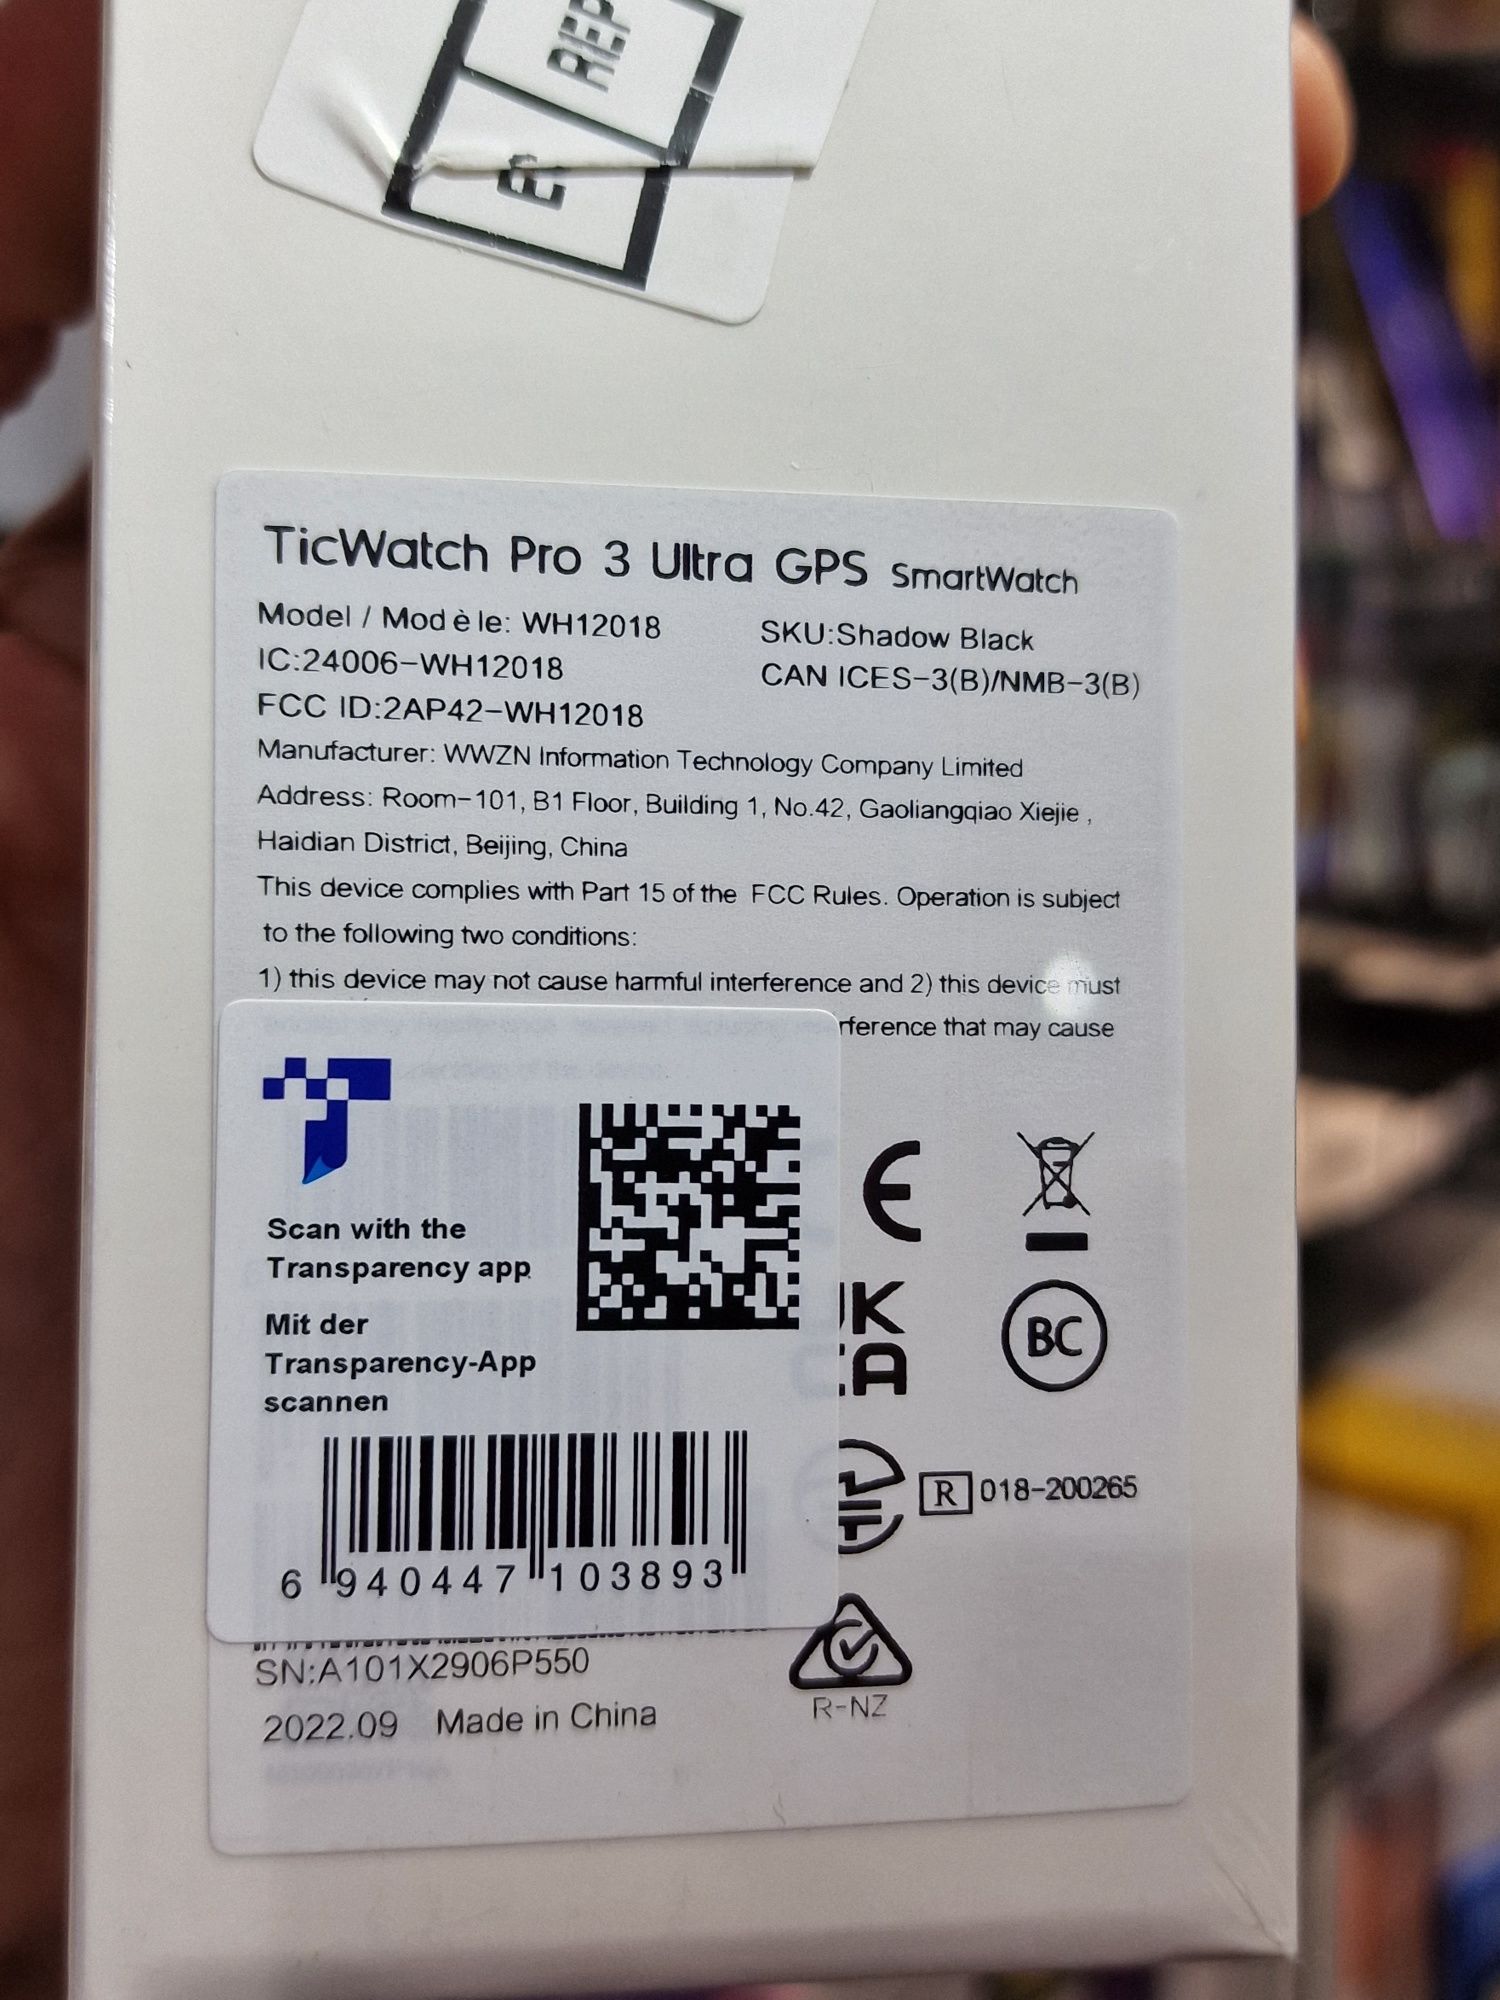 REP
TicWatch Pro 3 Ultra GPS SmartWatch
Model / Modèle: WH12018
SKU:Shadow Black
IC:24006-WH12018
CAN ICES-3(B)/NMB-3(B)
FCC ID:2AP42-WH12018
Manufacturer: WWZN Information Technology Company Limited
Address: Room-101, B1 Floor, Building 1, No.42, Gaoliangqiao Xiejie ,
Haidian District, Beijing, China
This device complies with Part 15 of the FCC Rules. Operation is subject
to the following two conditions:
1) this device may not cause harmful interference and 2) this device must
rference that may cause
Scan with the
Transparency app
Mit der
Transparency-App
scannen
6 940447 103893
CE
K
A
BC
R 018-200265
SN:A101X2906P550
R-NZ
2022.09 Made in China